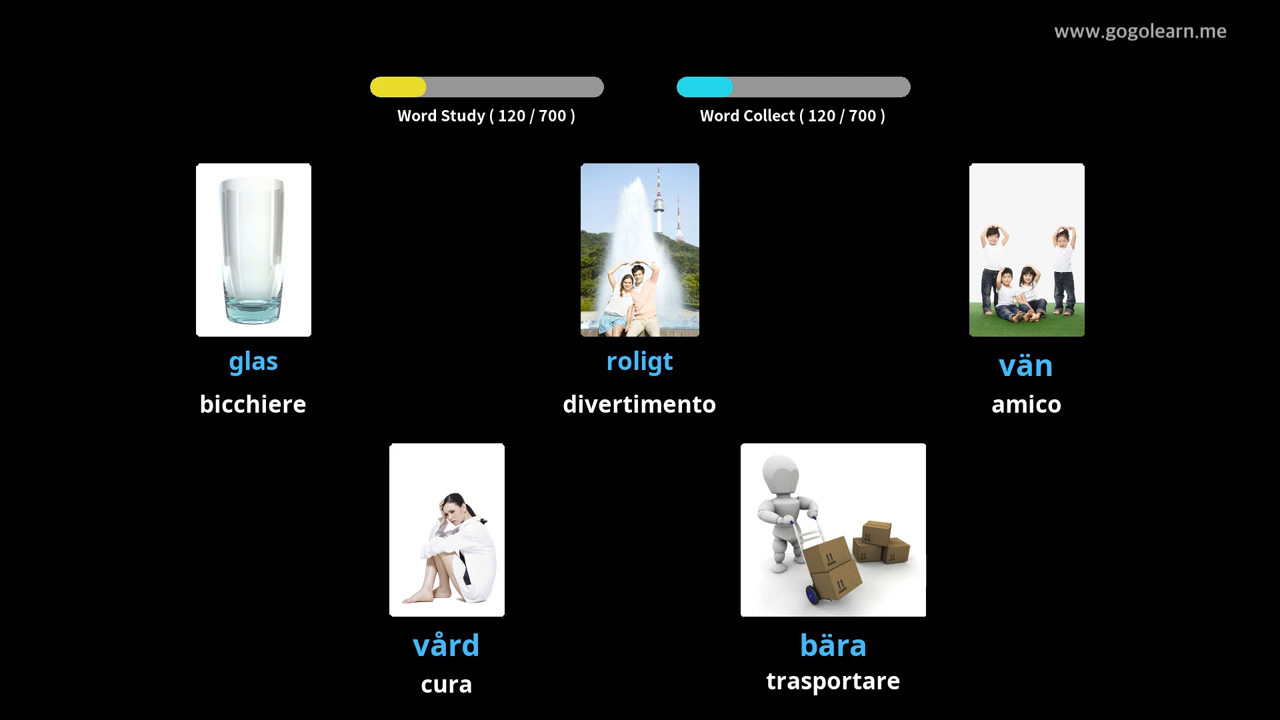 www.gogolearn.me
Word Study ( 120 / 700 )
Word Collect ( 120 / 700 )
glas
bicchiere
roligt
divertimento
vän
amico
vård
cura
bära
trasportare